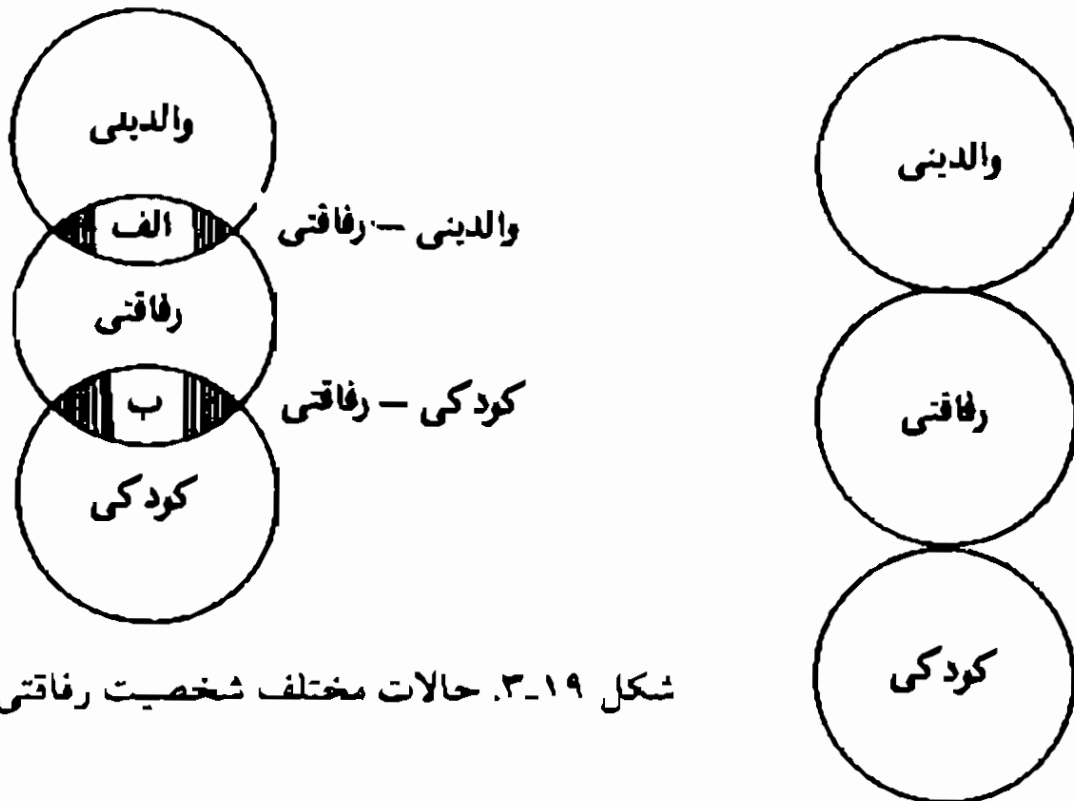 والدینی
الف
والدینی – رفاقتی
رفاقتی
ب
کودکی – رفاقتی
کودکی
شکل ۱۹-۳. حالات مختلف شخصیت رفاقتی
والدینی
رفاقتی
کودکی